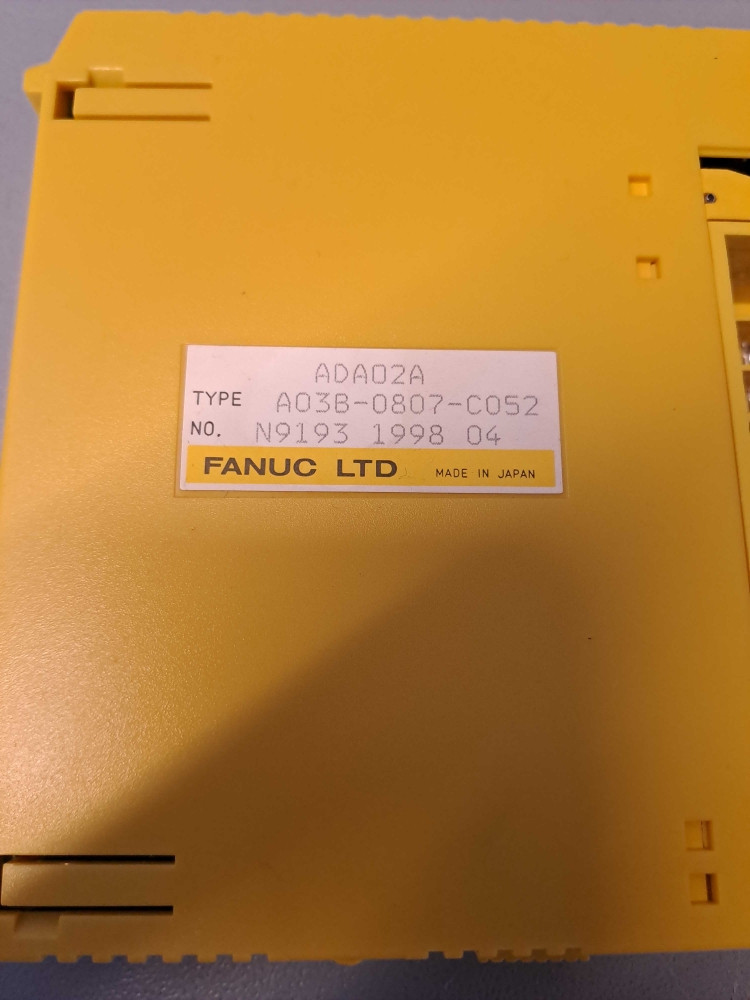 ADA02A
TYPE A03B-0807-C052
NO. N9193 1998 04
FANUC LTD MADE IN JAPAN